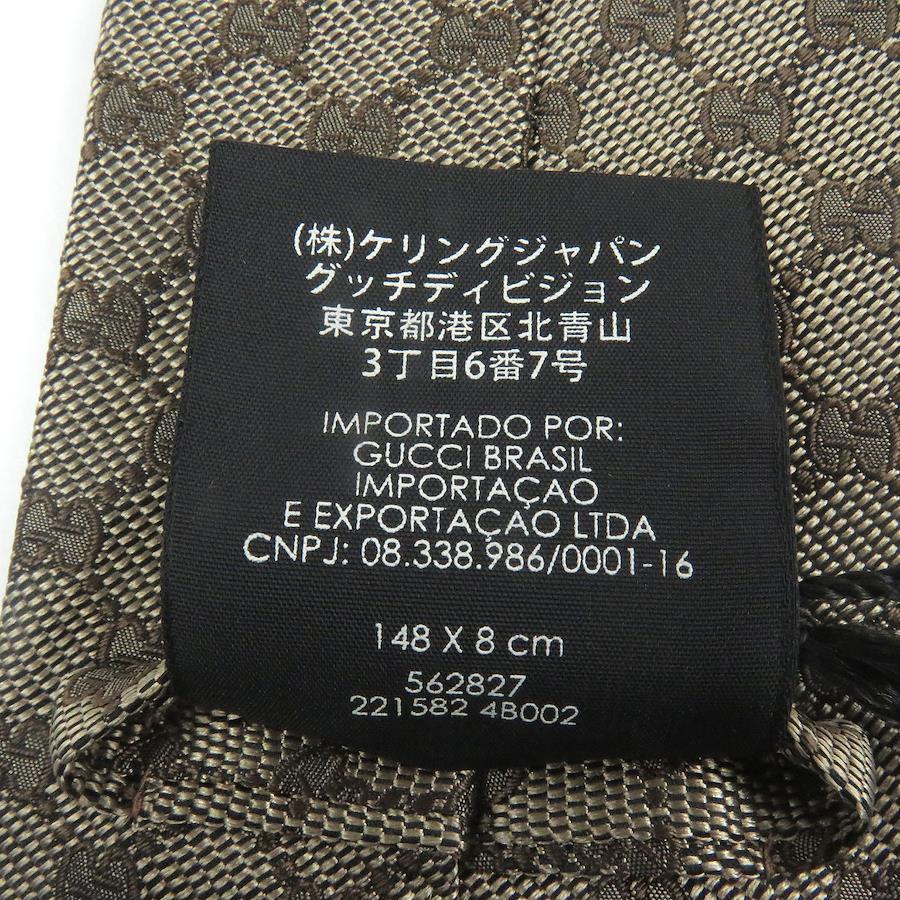 (株)ケリングジャパン
グッチディビジョン
東京都港区北青山
3丁目6番7号
IMPORTADO POR:
GUCCI BRASIL
IMPORTAÇAO
E EXPORTAÇAO LTDA
CNPJ: 08.338.986/0001-16
148 X 8 cm
562827
221582 4B002